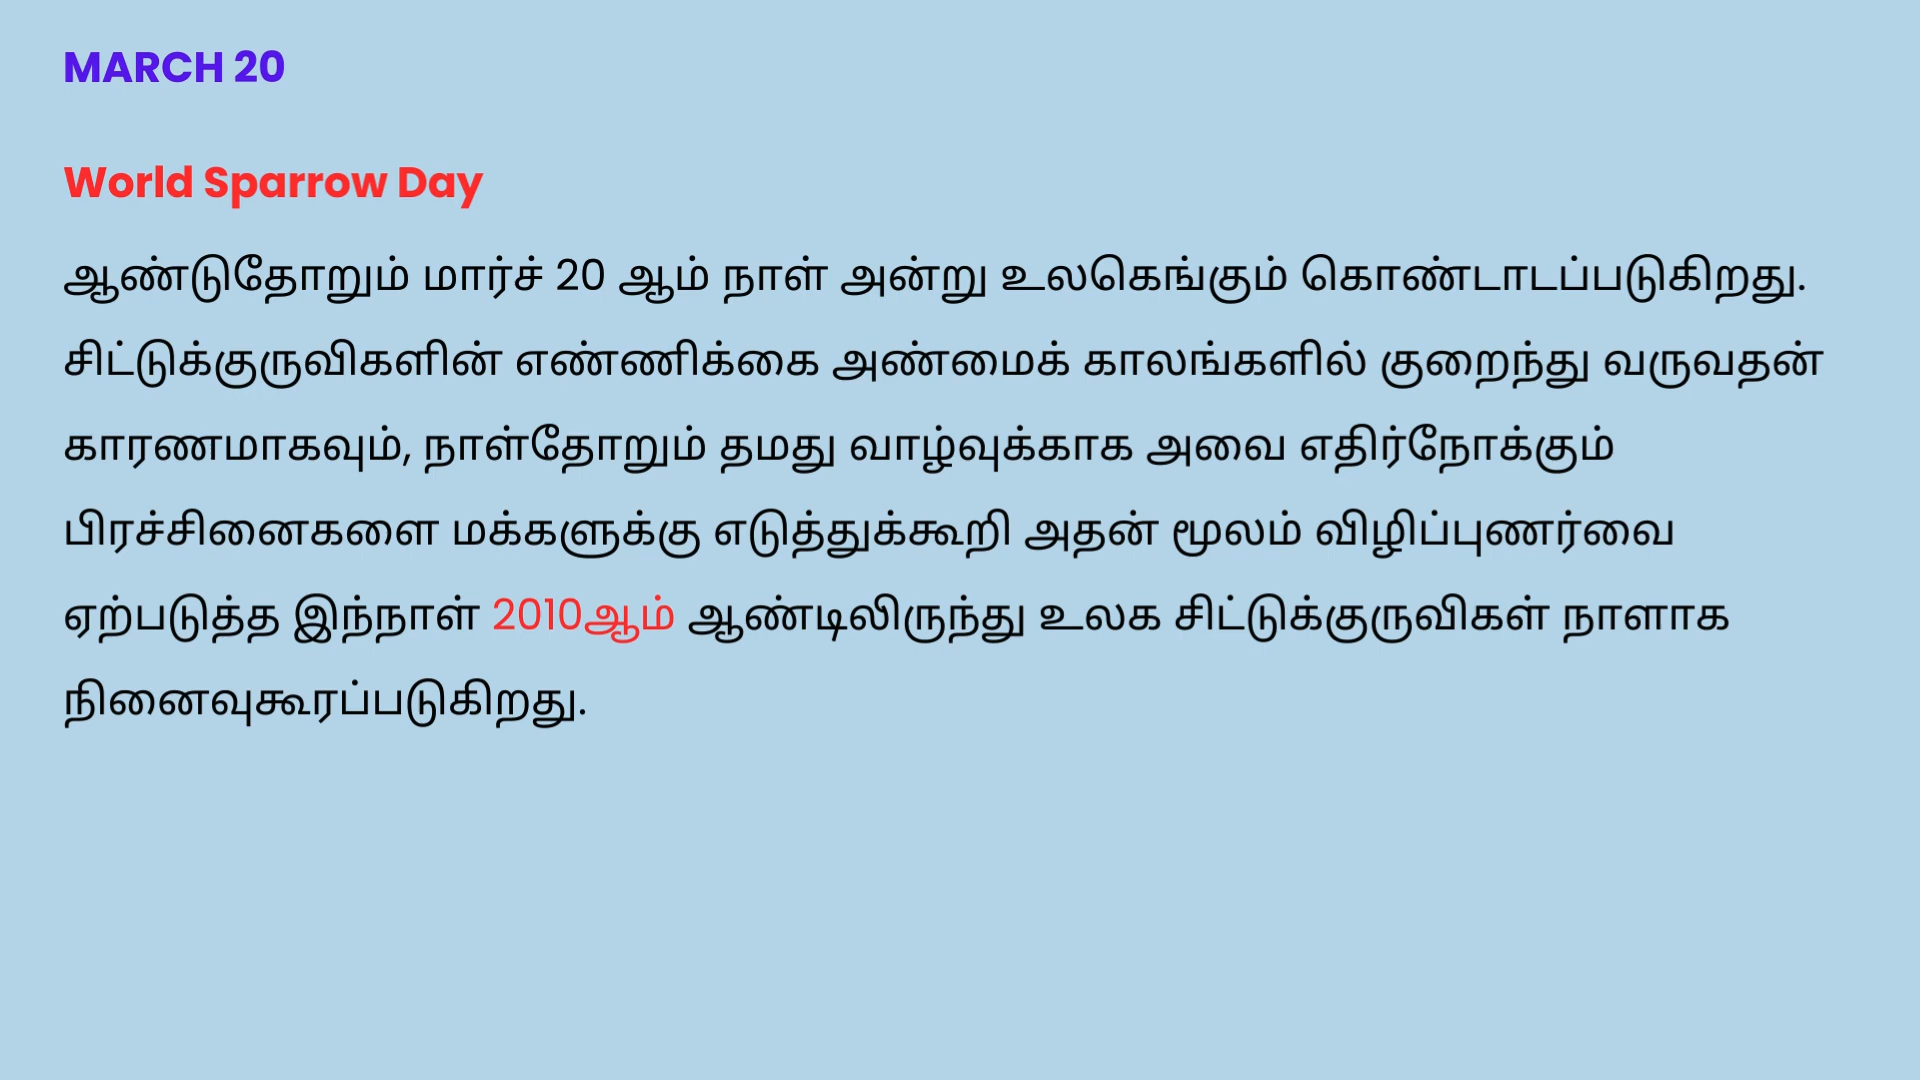 MARCH 20
World Sparrow Day
ஆண்டுதோறும் மார்ச் 20 ஆம் நாள் அன்று உலகெங்கும் கொண்டாடப்படுகிறது.
சிட்டுக்குருவிகளின் எண்ணிக்கை அண்மைக் காலங்களில் குறைந்து வருவதன்
காரணமாகவும், நாள்தோறும் தமது வாழ்வுக்காக அவை எதிர்நோக்கும்
பிரச்சினைகளை மக்களுக்கு எடுத்துக்கூறி அதன் மூலம் விழிப்புணர்வை
ஏற்படுத்த இந்நாள் 2010ஆம் ஆண்டிலிருந்து உலக சிட்டுக்குருவிகள் நாளாக
நினைவுகூரப்படுகிறது.